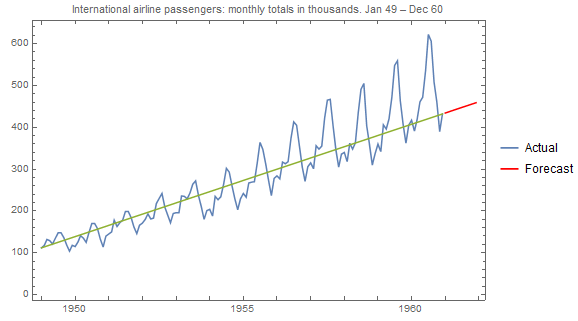 International airline passengers: monthly totals in thousands. Jan 49 – Dec 60
600
500
400
300
200
100
0
1950 1955 1960
Actual
Forecast